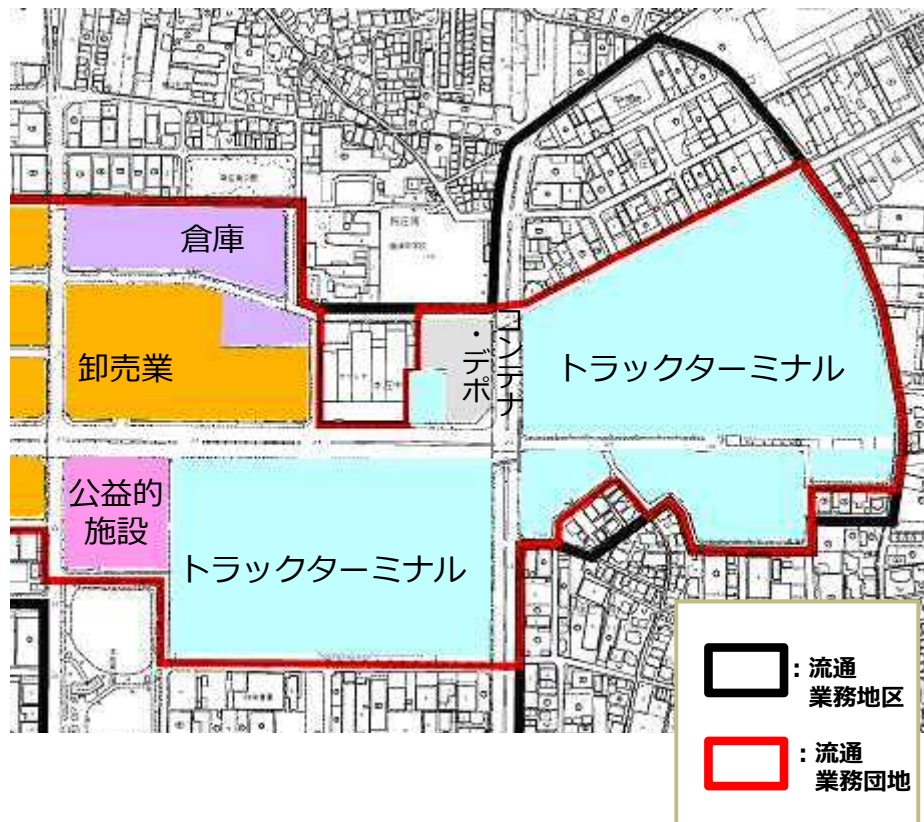 倉庫
卸売業
コンテナ
・デポ
トラックターミナル
公益的
施設
トラックターミナル
：流通
業務地区
：流通
業務団地